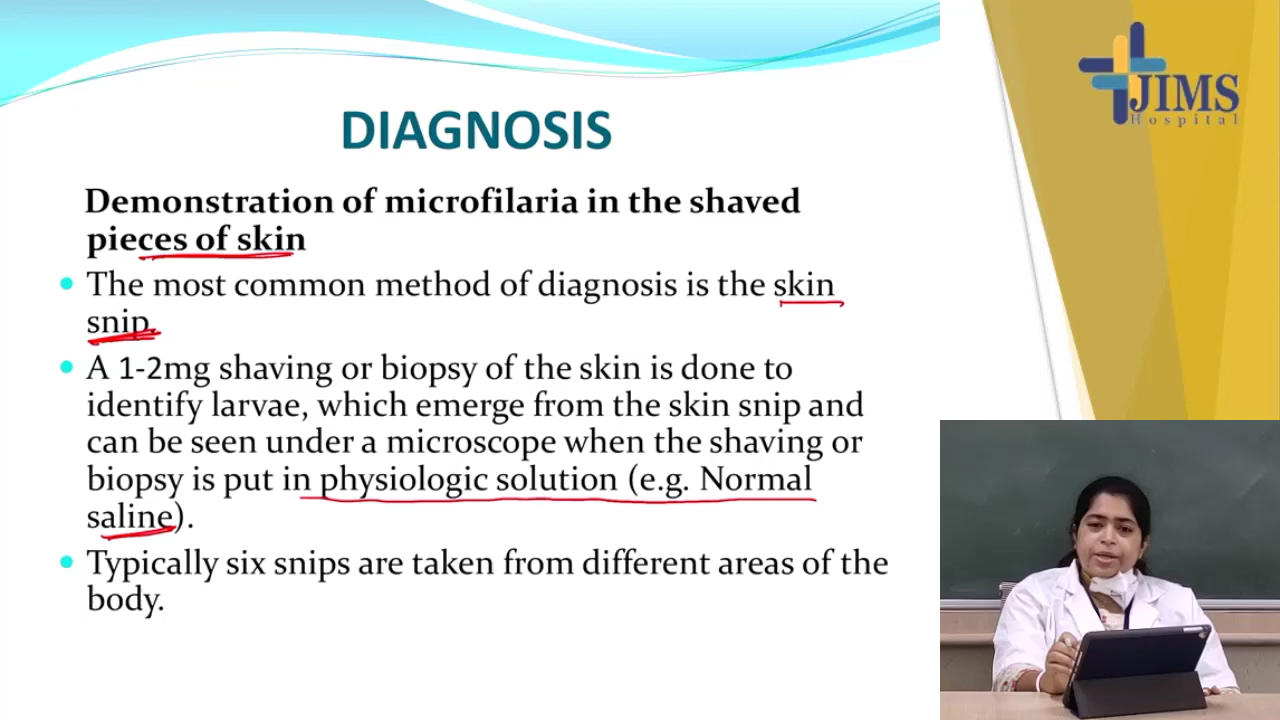 JIMS
Hospital
DIAGNOSIS
Demonstration of microfilaria in the shaved
pieces of skin
• The most common method of diagnosis is the skin
snip.
• A 1-2mg shaving or biopsy of the skin is done to
identify larvae, which emerge from the skin snip and
can be seen under a microscope when the shaving or
biopsy is put in physiologic solution (e.g. Normal
saline).
• Typically six snips are taken from different areas of the
body.